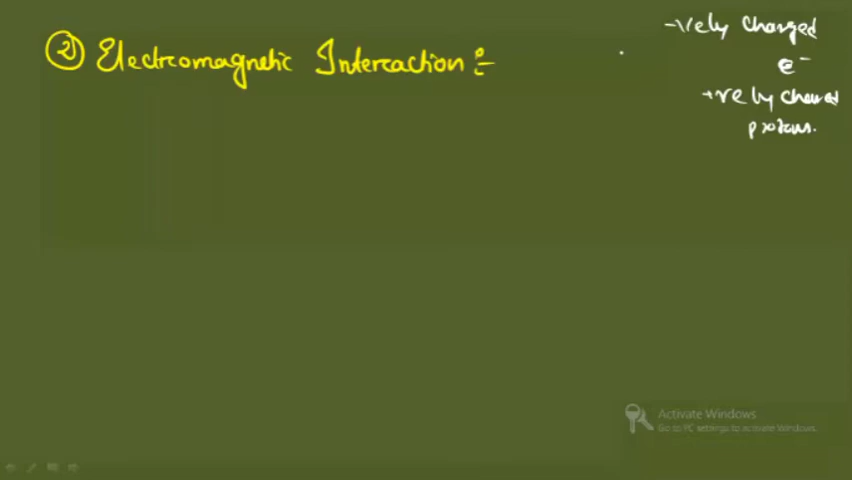 ② Electromagnetic Interaction :-
-vely charged
e⁻
+vely charged
protons.
Activate Windows
Go to PC settings to activate Windows.